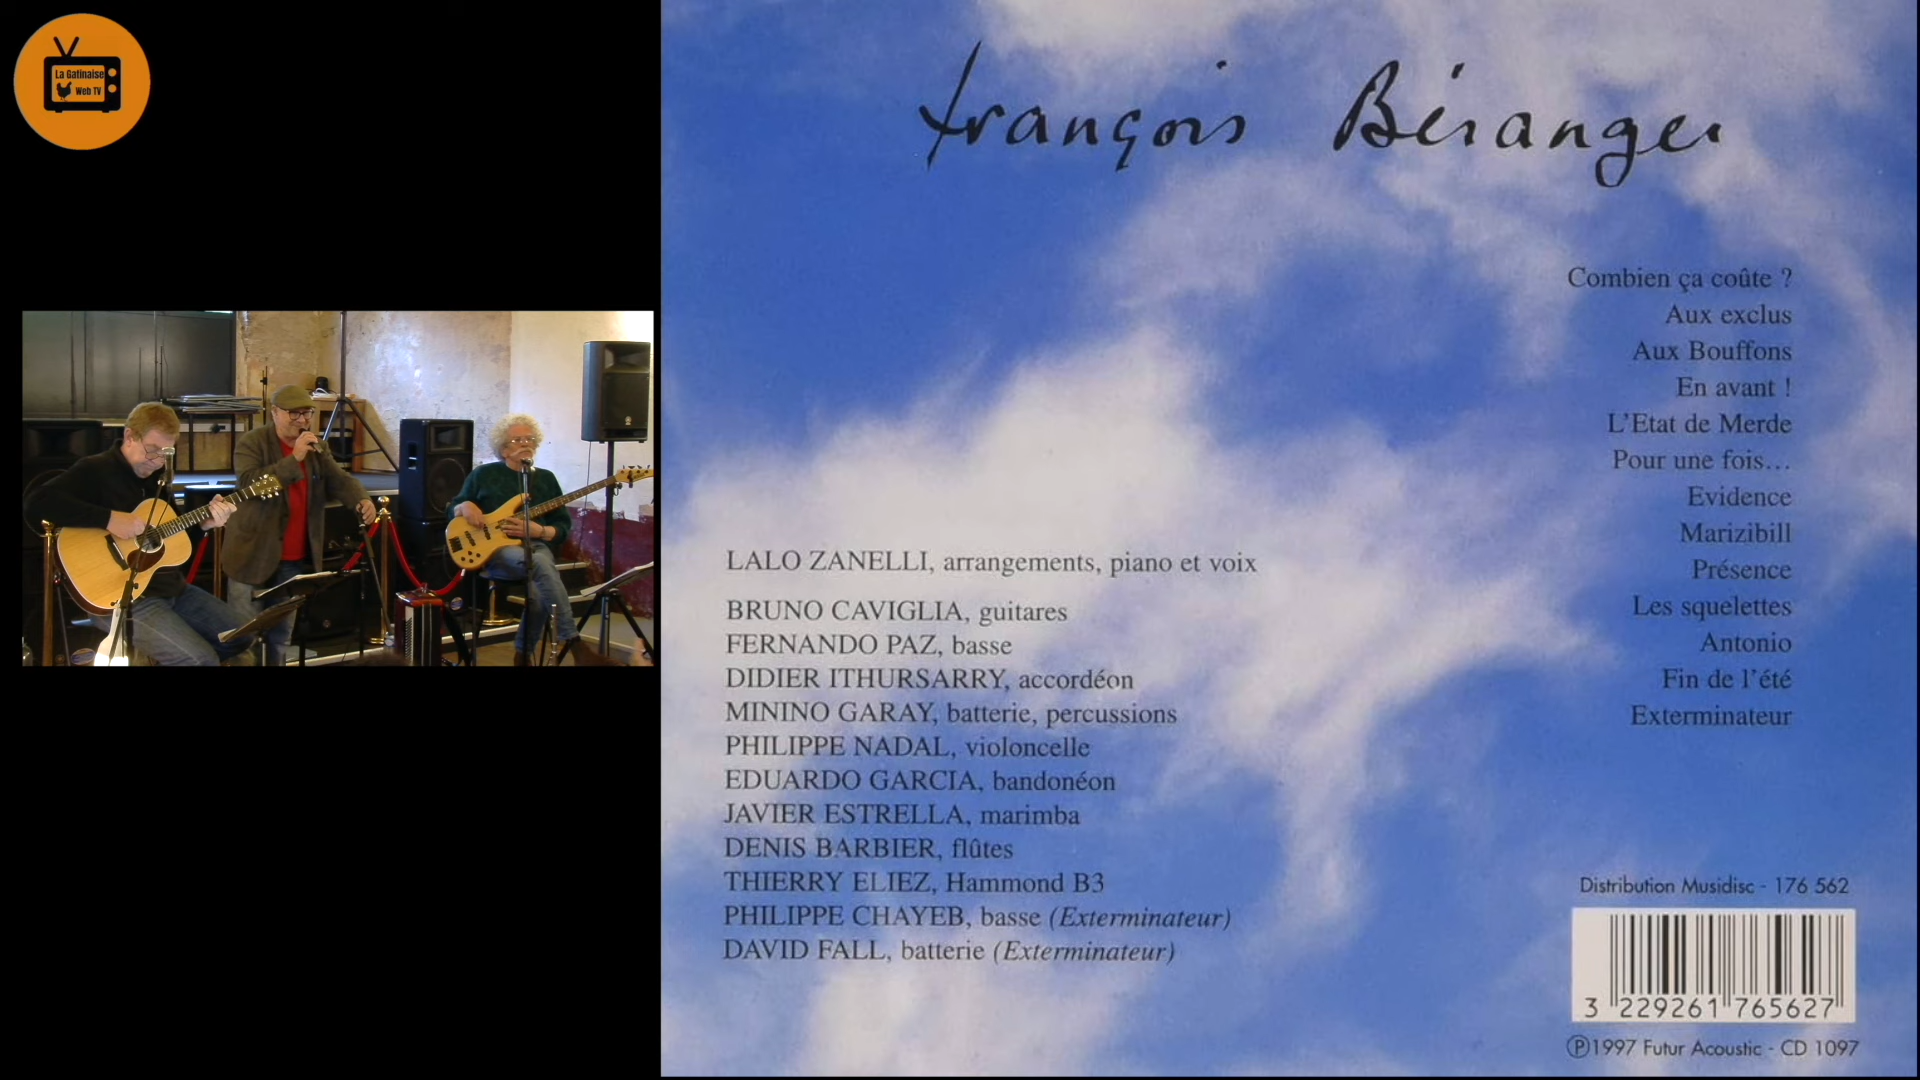 La Gatinaise
Web TV
François Béranger
Combien ça coûte ?
Aux exclus
Aux Bouffons
En avant !
L'Etat de Merde
Pour une fois...
Evidence
Marizibill
Présence
Les squelettes
Antonio
Fin de l'été
Exterminateur
LALO ZANELLI, arrangements, piano et voix
BRUNO CAVIGLIA, guitares
FERNANDO PAZ, basse
DIDIER ITHURSARRY, accordéon
MININO GARAY, batterie, percussions
PHILIPPE NADAL, violoncelle
EDUARDO GARCIA, bandonéon
JAVIER ESTRELLA, marimba
DENIS BARBIER, flûtes
THIERRY ELIEZ, Hammond B3
PHILIPPE CHAYEB, basse (Exterminateur)
DAVID FALL, batterie (Exterminateur)
Distribution Musidisc - 176 562
3 229261 765627
℗1997 Futur Acoustic - CD 1097